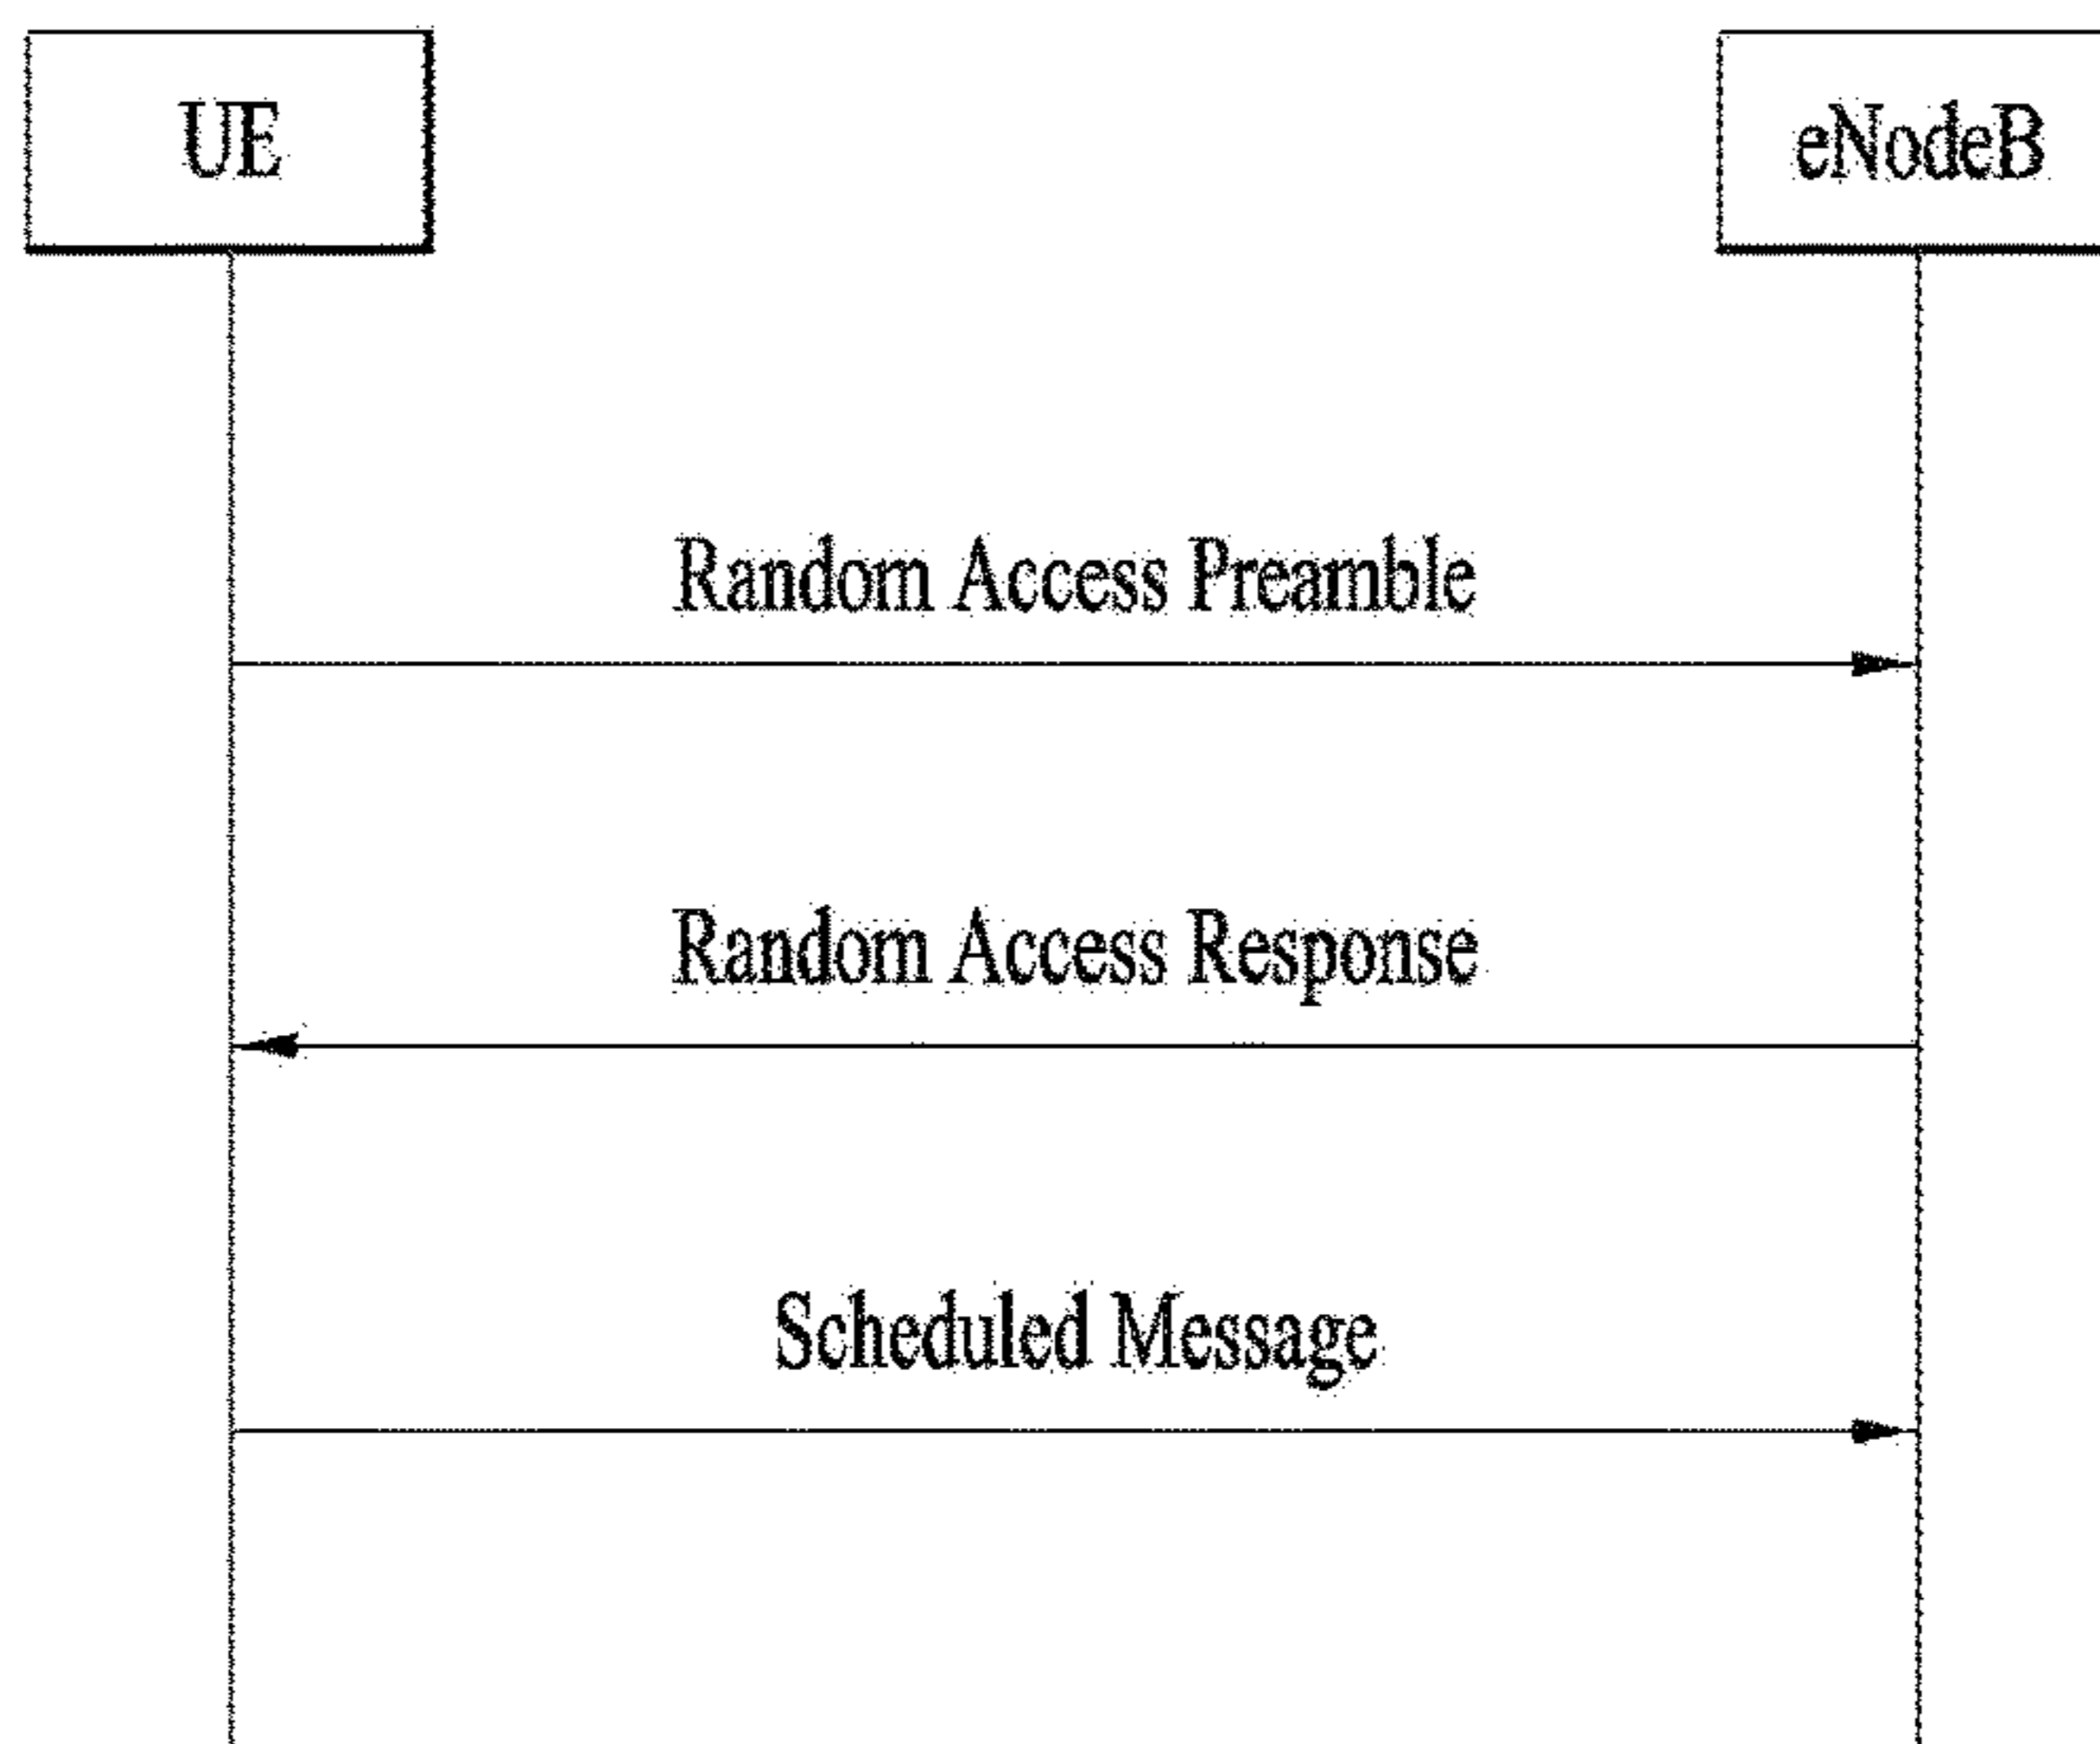 UE
eNodeB
Random Access Preamble
Random Access Response
Scheduled Message